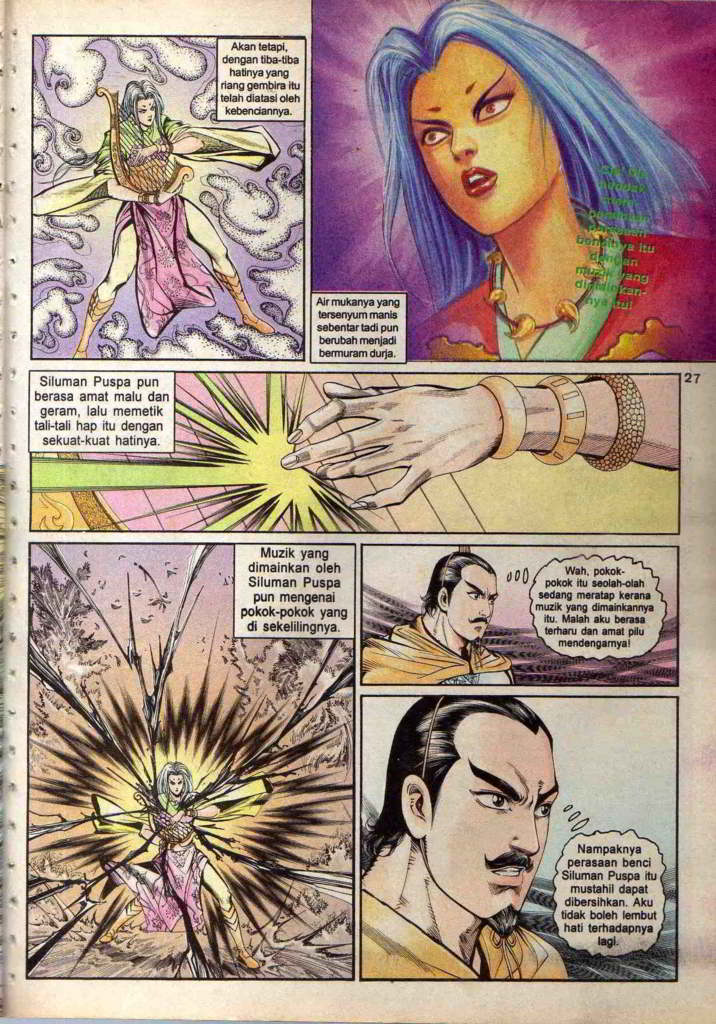 Akan tetapi,
dengan tiba-tiba
hatinya yang
riang gembira itu
telah diatasi oleh
kebenciannya.
muzik yang
Air mukanya yang
tersenyum manis
sebentar tadi pun
berubah menjadi
bermuram durja.
27
Siluman Puspa pun
berasa amat malu dan
geram, lalu memetik
tali-tali hap itu dengan
sekuat-kuat hatinya.
Muzik yang
dimainkan oleh
Siluman Puspa
pun mengenai
pokok-pokok yang
di sekelilingnya.
Wah, pokok-
pokok itu seolah-olah
sedang meratap kerana
muzik yang dimainkannya
itu. Malah aku berasa
terharu dan amat pilu
mendengarnya!
Nampaknya
perasaan benci
Siluman Puspa itu
mustahil dapat
dibersihkan. Aku
tidak boleh lembut
hati terhadapnya
lagi.